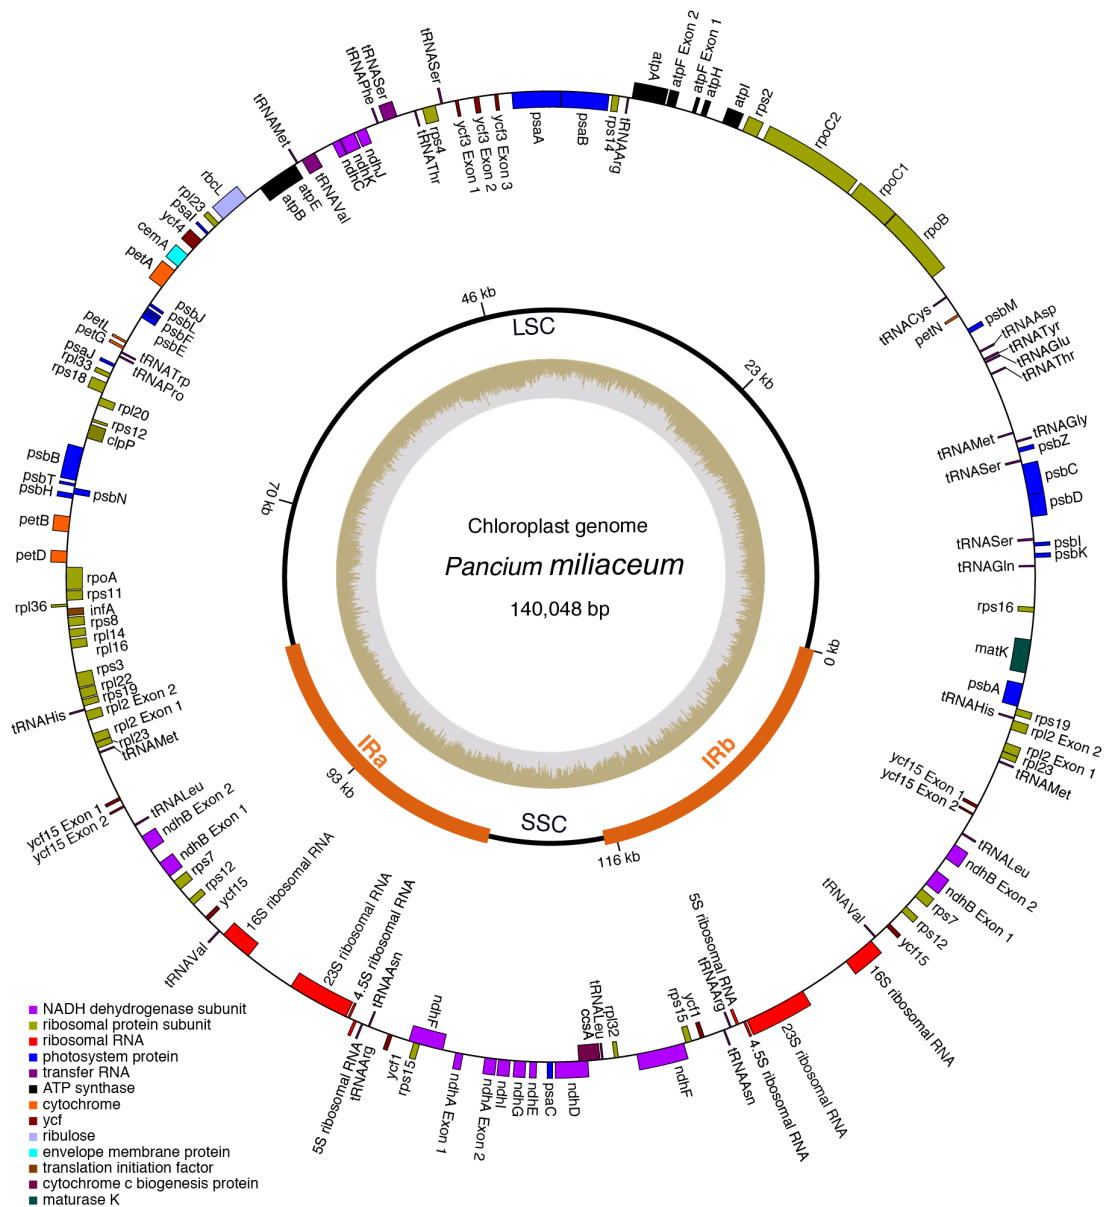 tRNASer
tRNAPhe
tRNASer
atpA
atpF Exon 2
atpF Exon 1
atpH
atpI
rps2
rpoC2
rpoC1
rpoB
tRNAMet
ndhJ
ndhK
ndhC
rps4
tRNAThr
ycf3 Exon 1
ycf3 Exon 2
ycf3 Exon 3
psaA
psaB
rps14
tRNAArg
tRNAVal
atpE
atpB
rbcL
rpl23
psaI
ycf4
cemA
petA
psbJ
psbL
psbF
psbE
petL
petG
tRNATrp
tRNAPro
psaJ
rpl33
rps18
rpl20
rps12
clpP
psbB
psbT
psbH
psbN
petB
petD
rpoA
rps11
rpl36
infA
rps8
rpl14
rpl16
rps3
rpl22
rps19
rpl2 Exon 2
tRNAHis
rpl2 Exon 1
rpl23
tRNAMet
tRNACys
petN
psbM
tRNAAsp
tRNATyr
tRNAGlu
tRNAThr
tRNAMet
tRNAGly
psbZ
tRNASer
psbC
psbD
tRNASer
psbI
psbK
tRNAGln
rps16
matK
psbA
tRNAHis
rps19
rpl2 Exon 2
rpl2 Exon 1
rpl23
tRNAMet
46 kb
LSC
23 kb
70 kb
Chloroplast genome
Pancium miliaceum
140,048 bp
0 kb
IRa
IRb
93 kb
SSC
116 kb
ycf15 Exon 1
ycf15 Exon 2
tRNALeu
ndhB Exon 2
ndhB Exon 1
rps7
rps12
ycf15
tRNAVal
16S ribosomal RNA
23S ribosomal RNA
4.5S ribosomal RNA
tRNAAsn
5S ribosomal RNA
tRNAArg
ycf1
rps15
ndhF
ndhA Exon 1
ndhA Exon 2
ndhI
ndhG
ndhE
psaC
ndhD
ccsA
tRNALeu
rpl32
ndhF
rps15
ycf1
tRNAArg
5S ribosomal RNA
tRNAAsn
4.5S ribosomal RNA
23S ribosomal RNA
16S ribosomal RNA
tRNAVal
ycf15
rps12
rps7
ndhB Exon 1
ndhB Exon 2
tRNALeu
ycf15 Exon 1
ycf15 Exon 2
NADH dehydrogenase subunit
ribosomal protein subunit
ribosomal RNA
photosystem protein
transfer RNA
ATP synthase
cytochrome
ycf
ribulose
envelope membrane protein
translation initiation factor
cytochrome c biogenesis protein
maturase K